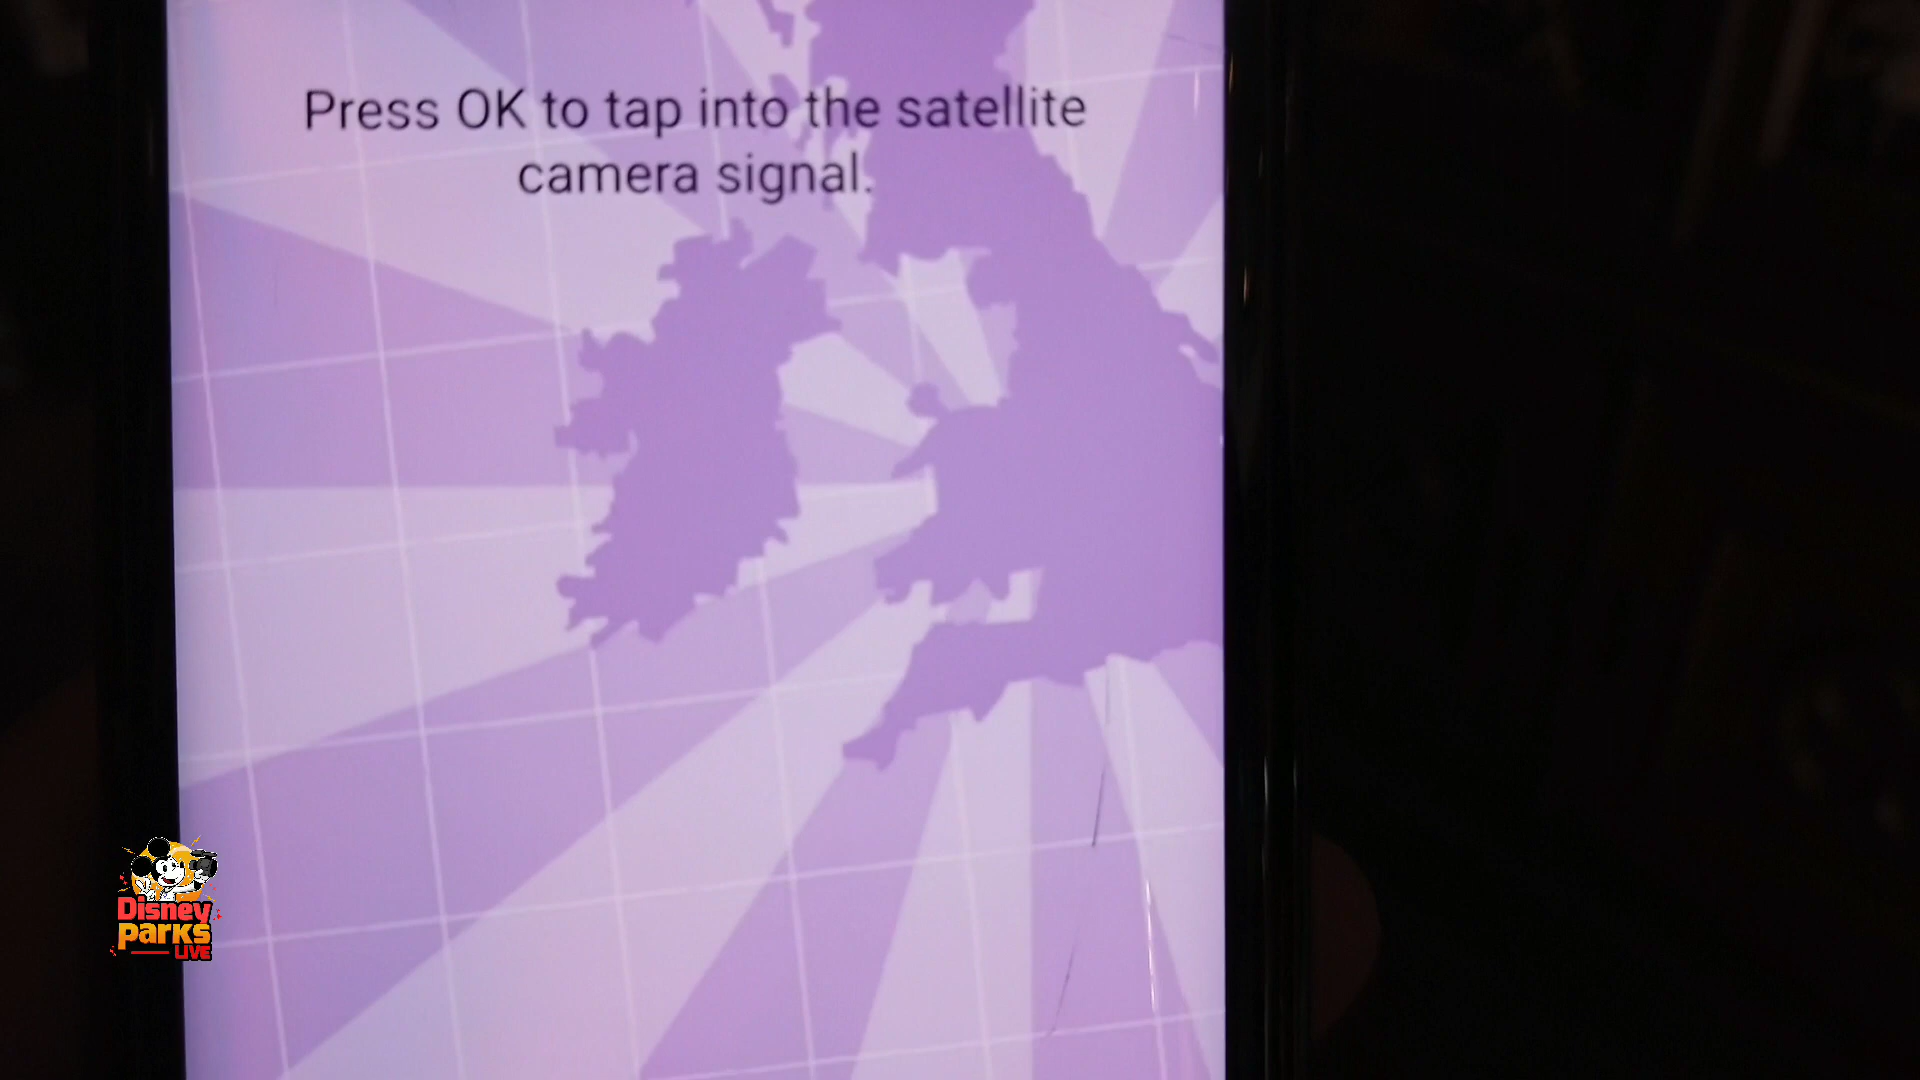 Press OK to tap into the satellite
camera signal.
Disney
Parks
LIVE